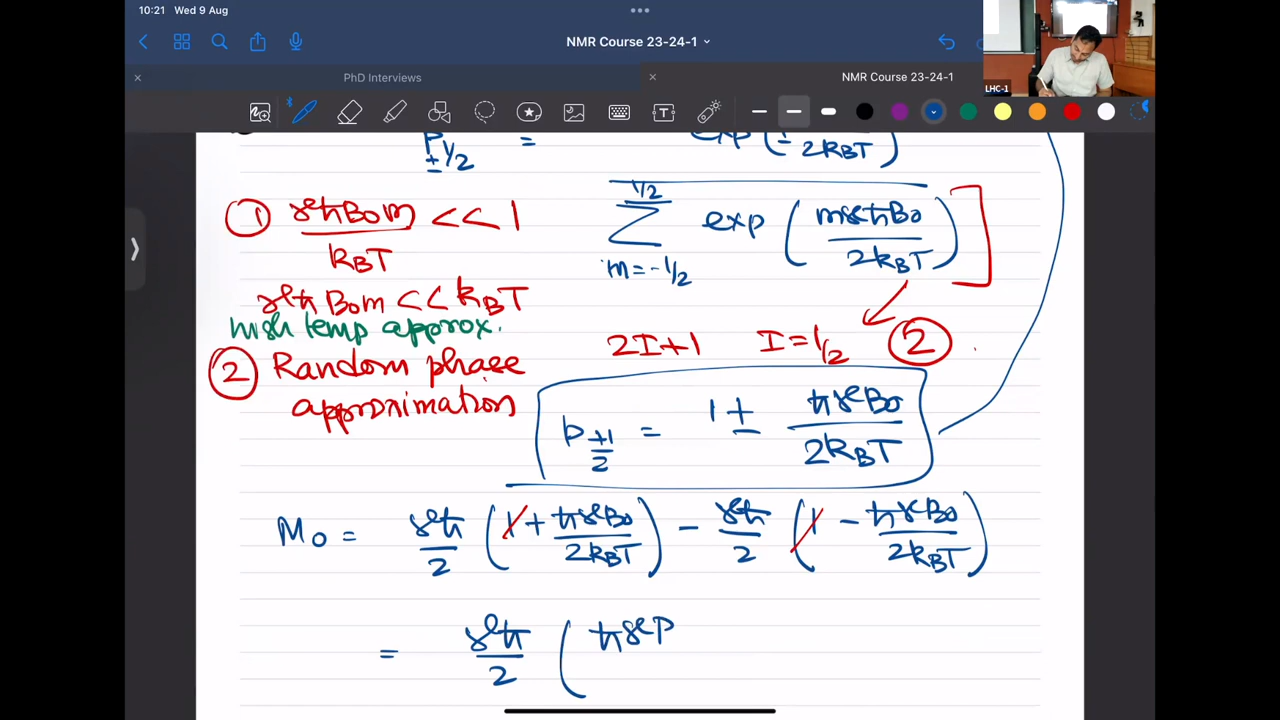 10:21 Wed 9 Aug
NMR Course 23-24-1
PhD Interviews
NMR Course 23-24-1
LHC-1
P±1/2 = exp(± /2kBT)
① γħB0m/kBT << 1
∑ m=-1/2 1/2 exp(mγħB0/2kBT)
γħB0m << kBT
high temp approx.
2I+1 I=1/2 ②
② Random phase
approximation
p±1/2 = 1 ± ħγB0/2kBT
M0 = γħ/2 (1 + ħγB0/2kBT) - γħ/2 (1 - ħγB0/2kBT)
= γħ/2 (ħγP